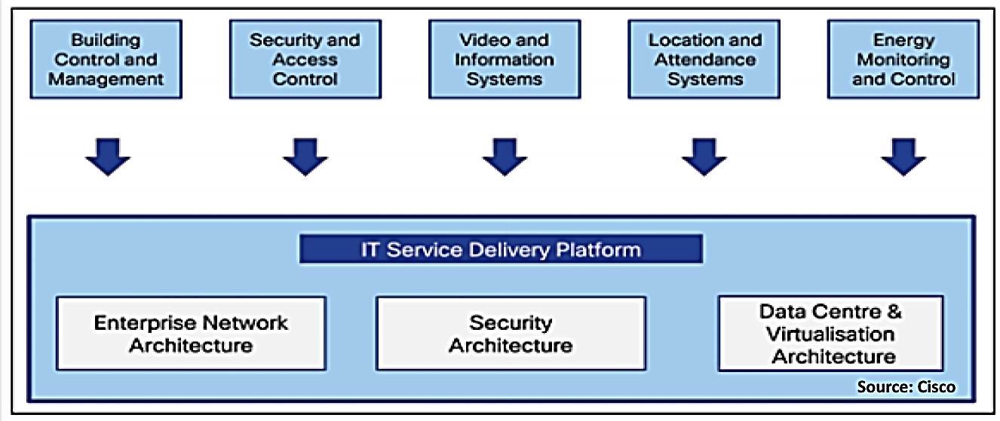 Building
Control and
Management
Security and
Access
Control
Video and
Information
Systems
Location and
Attendance
Systems
Energy
Monitoring
and Control
IT Service Delivery Platform
Enterprise Network
Architecture
Security
Architecture
Data Centre &
Virtualisation
Architecture
Source: Cisco